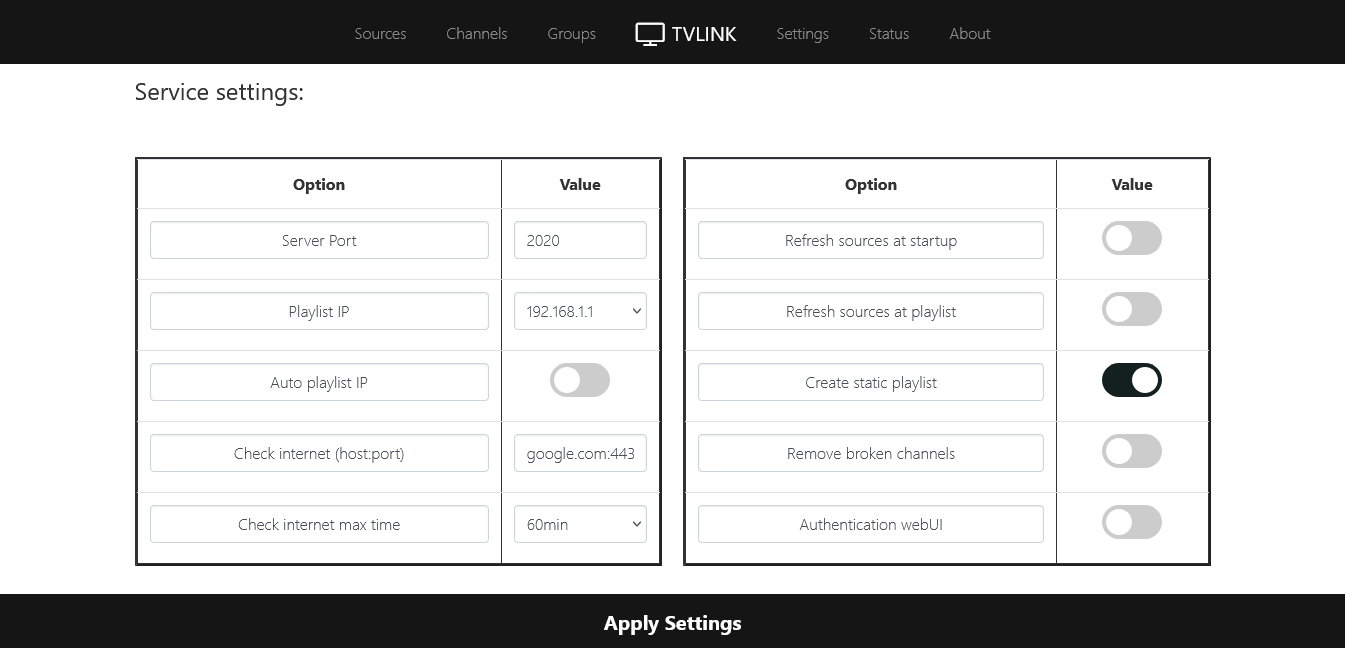 Sources Channels Groups TVLINK Settings Status About
Service settings:
Option Value
Server Port 2020
Playlist IP 192.168.1.1
Auto playlist IP
Check internet (host:port) google.com:443
Check internet max time 60min
Option Value
Refresh sources at startup
Refresh sources at playlist
Create static playlist
Remove broken channels
Authentication webUI
Apply Settings